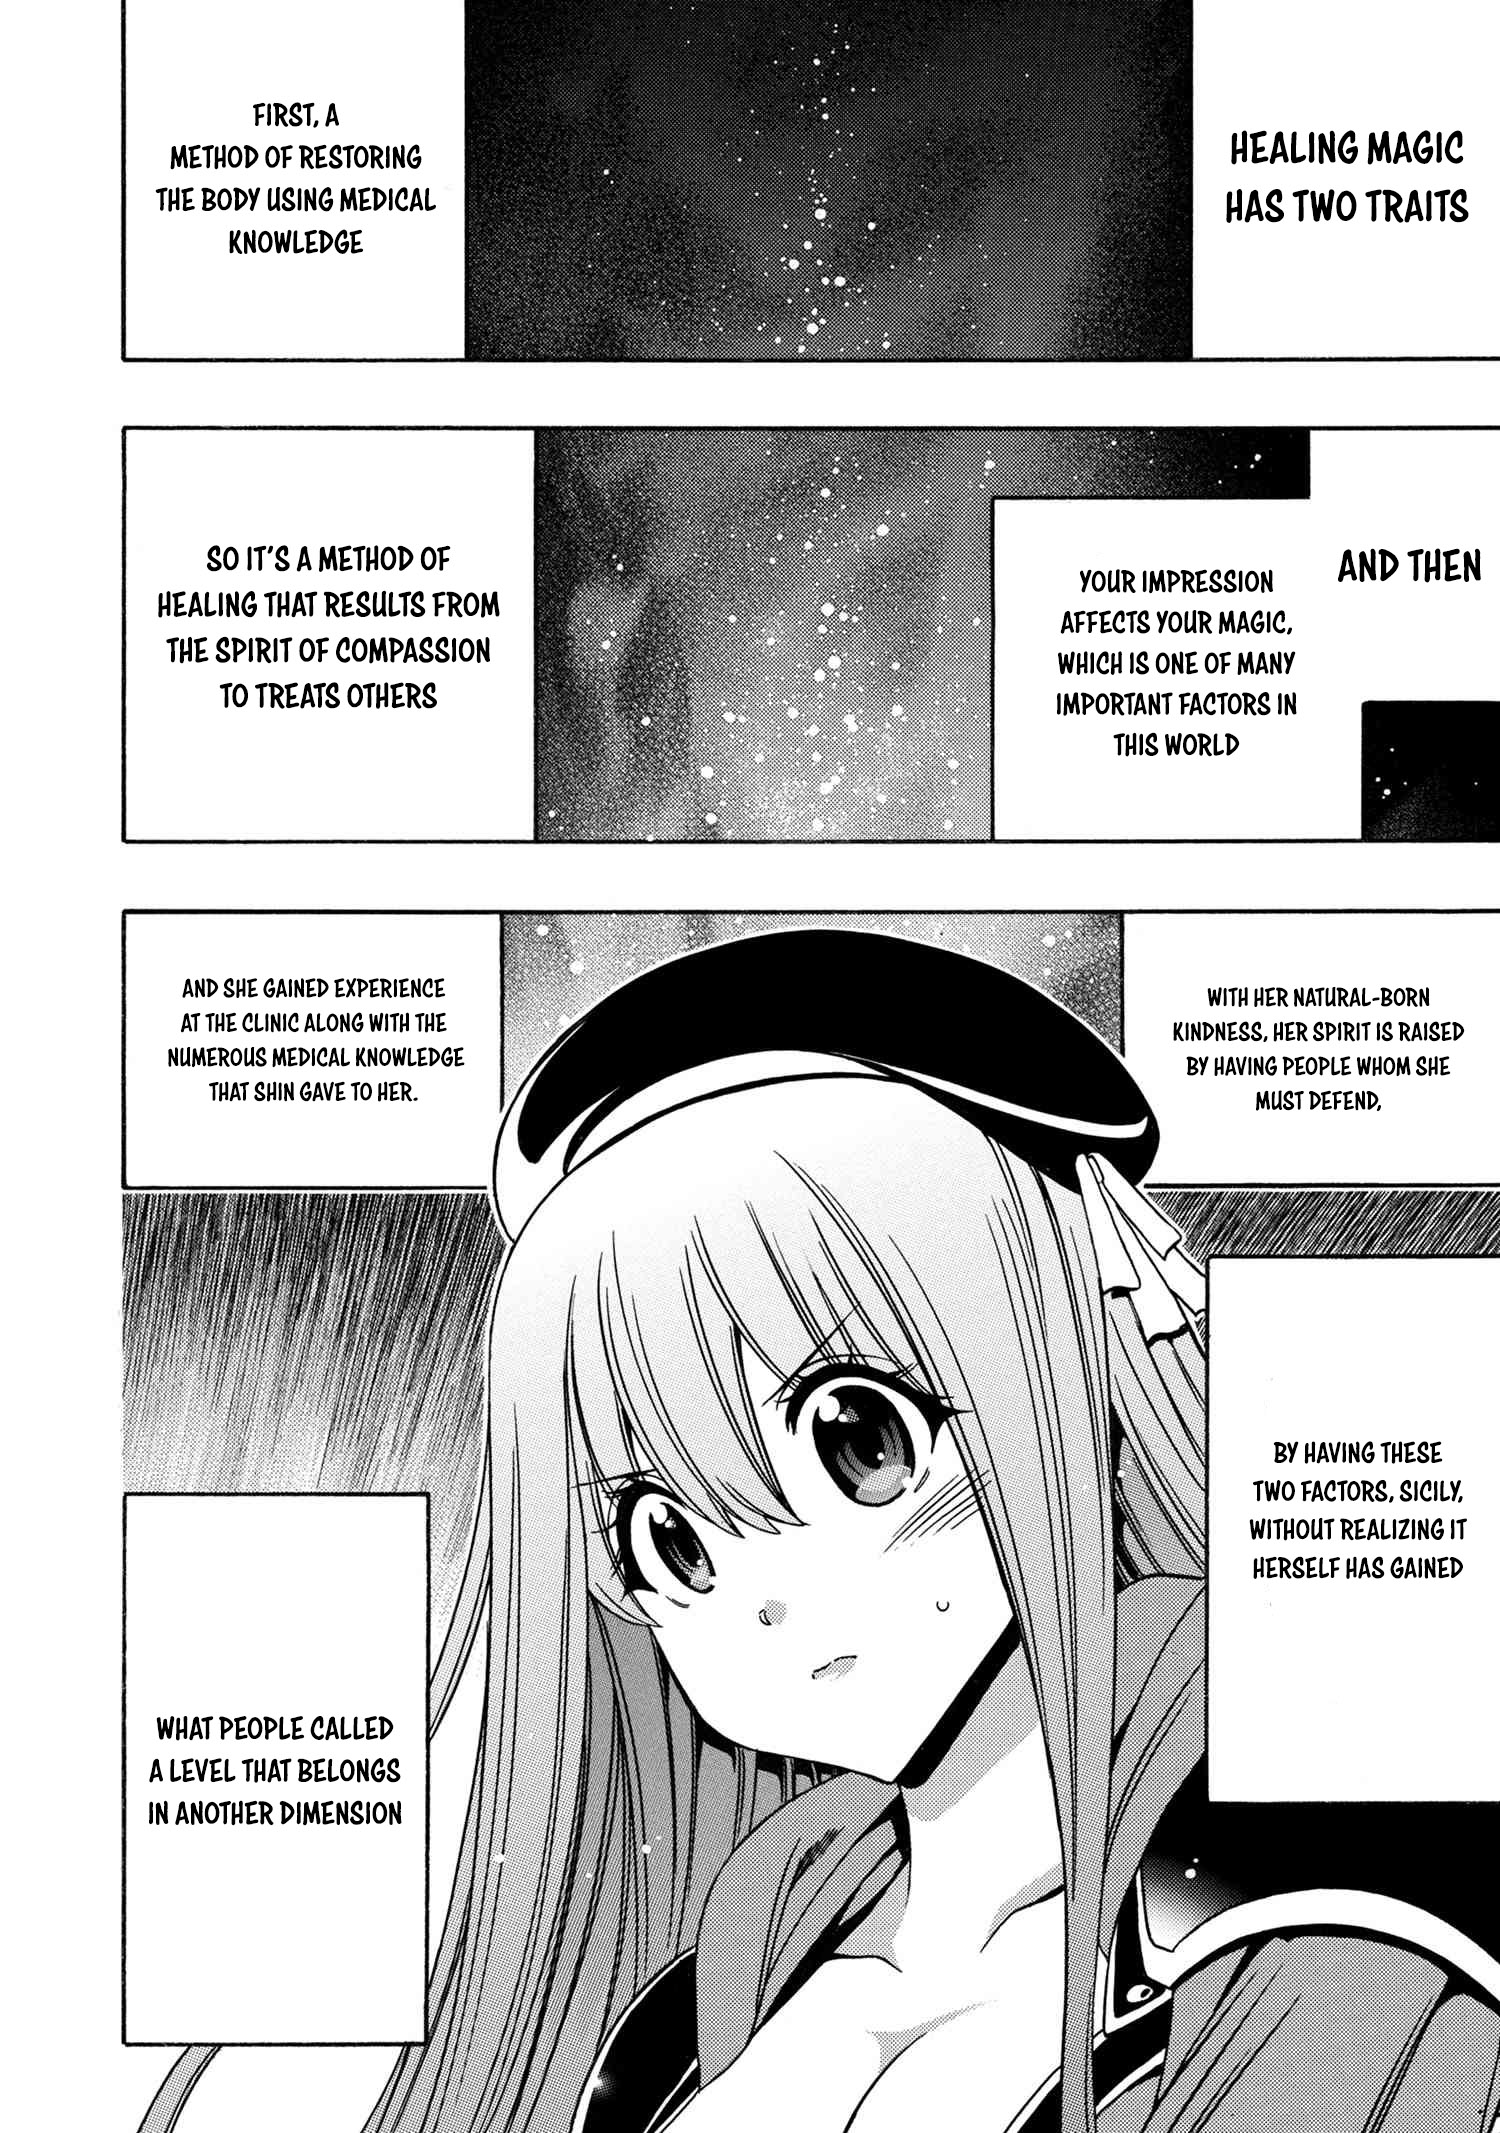 HEALING MAGIC
HAS TWO TRAITS
FIRST, A
METHOD OF RESTORING
THE BODY USING MEDICAL
KNOWLEDGE
AND THEN
YOUR IMPRESSION
AFFECTS YOUR MAGIC,
WHICH IS ONE OF MANY
IMPORTANT FACTORS IN
THIS WORLD
SO IT'S A METHOD OF
HEALING THAT RESULTS FROM
THE SPIRIT OF COMPASSION
TO TREATS OTHERS
WITH HER NATURAL-BORN
KINDNESS, HER SPIRIT IS RAISED
BY HAVING PEOPLE WHOM SHE
MUST DEFEND,
AND SHE GAINED EXPERIENCE
AT THE CLINIC ALONG WITH THE
NUMEROUS MEDICAL KNOWLEDGE
THAT SHIN GAVE TO HER.
BY HAVING THESE
TWO FACTORS, SICILY,
WITHOUT REALIZING IT
HERSELF HAS GAINED
WHAT PEOPLE CALLED
A LEVEL THAT BELONGS
IN ANOTHER DIMENSION